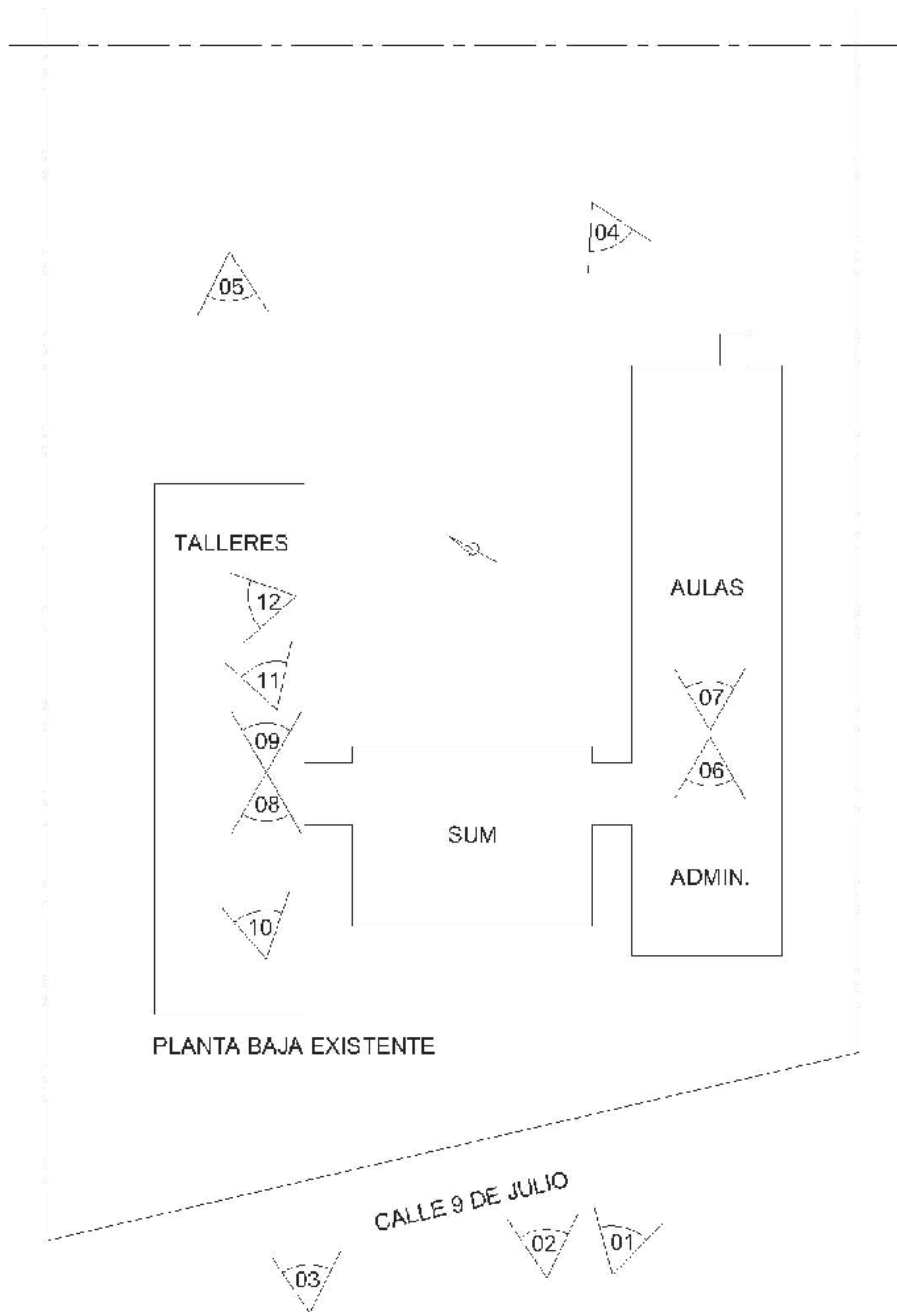 04
05
TALLERES
12
AULAS
11
07
09
06
08
SUM
ADMIN.
10
PLANTA BAJA EXISTENTE
CALLE 9 DE JULIO
02
01
03